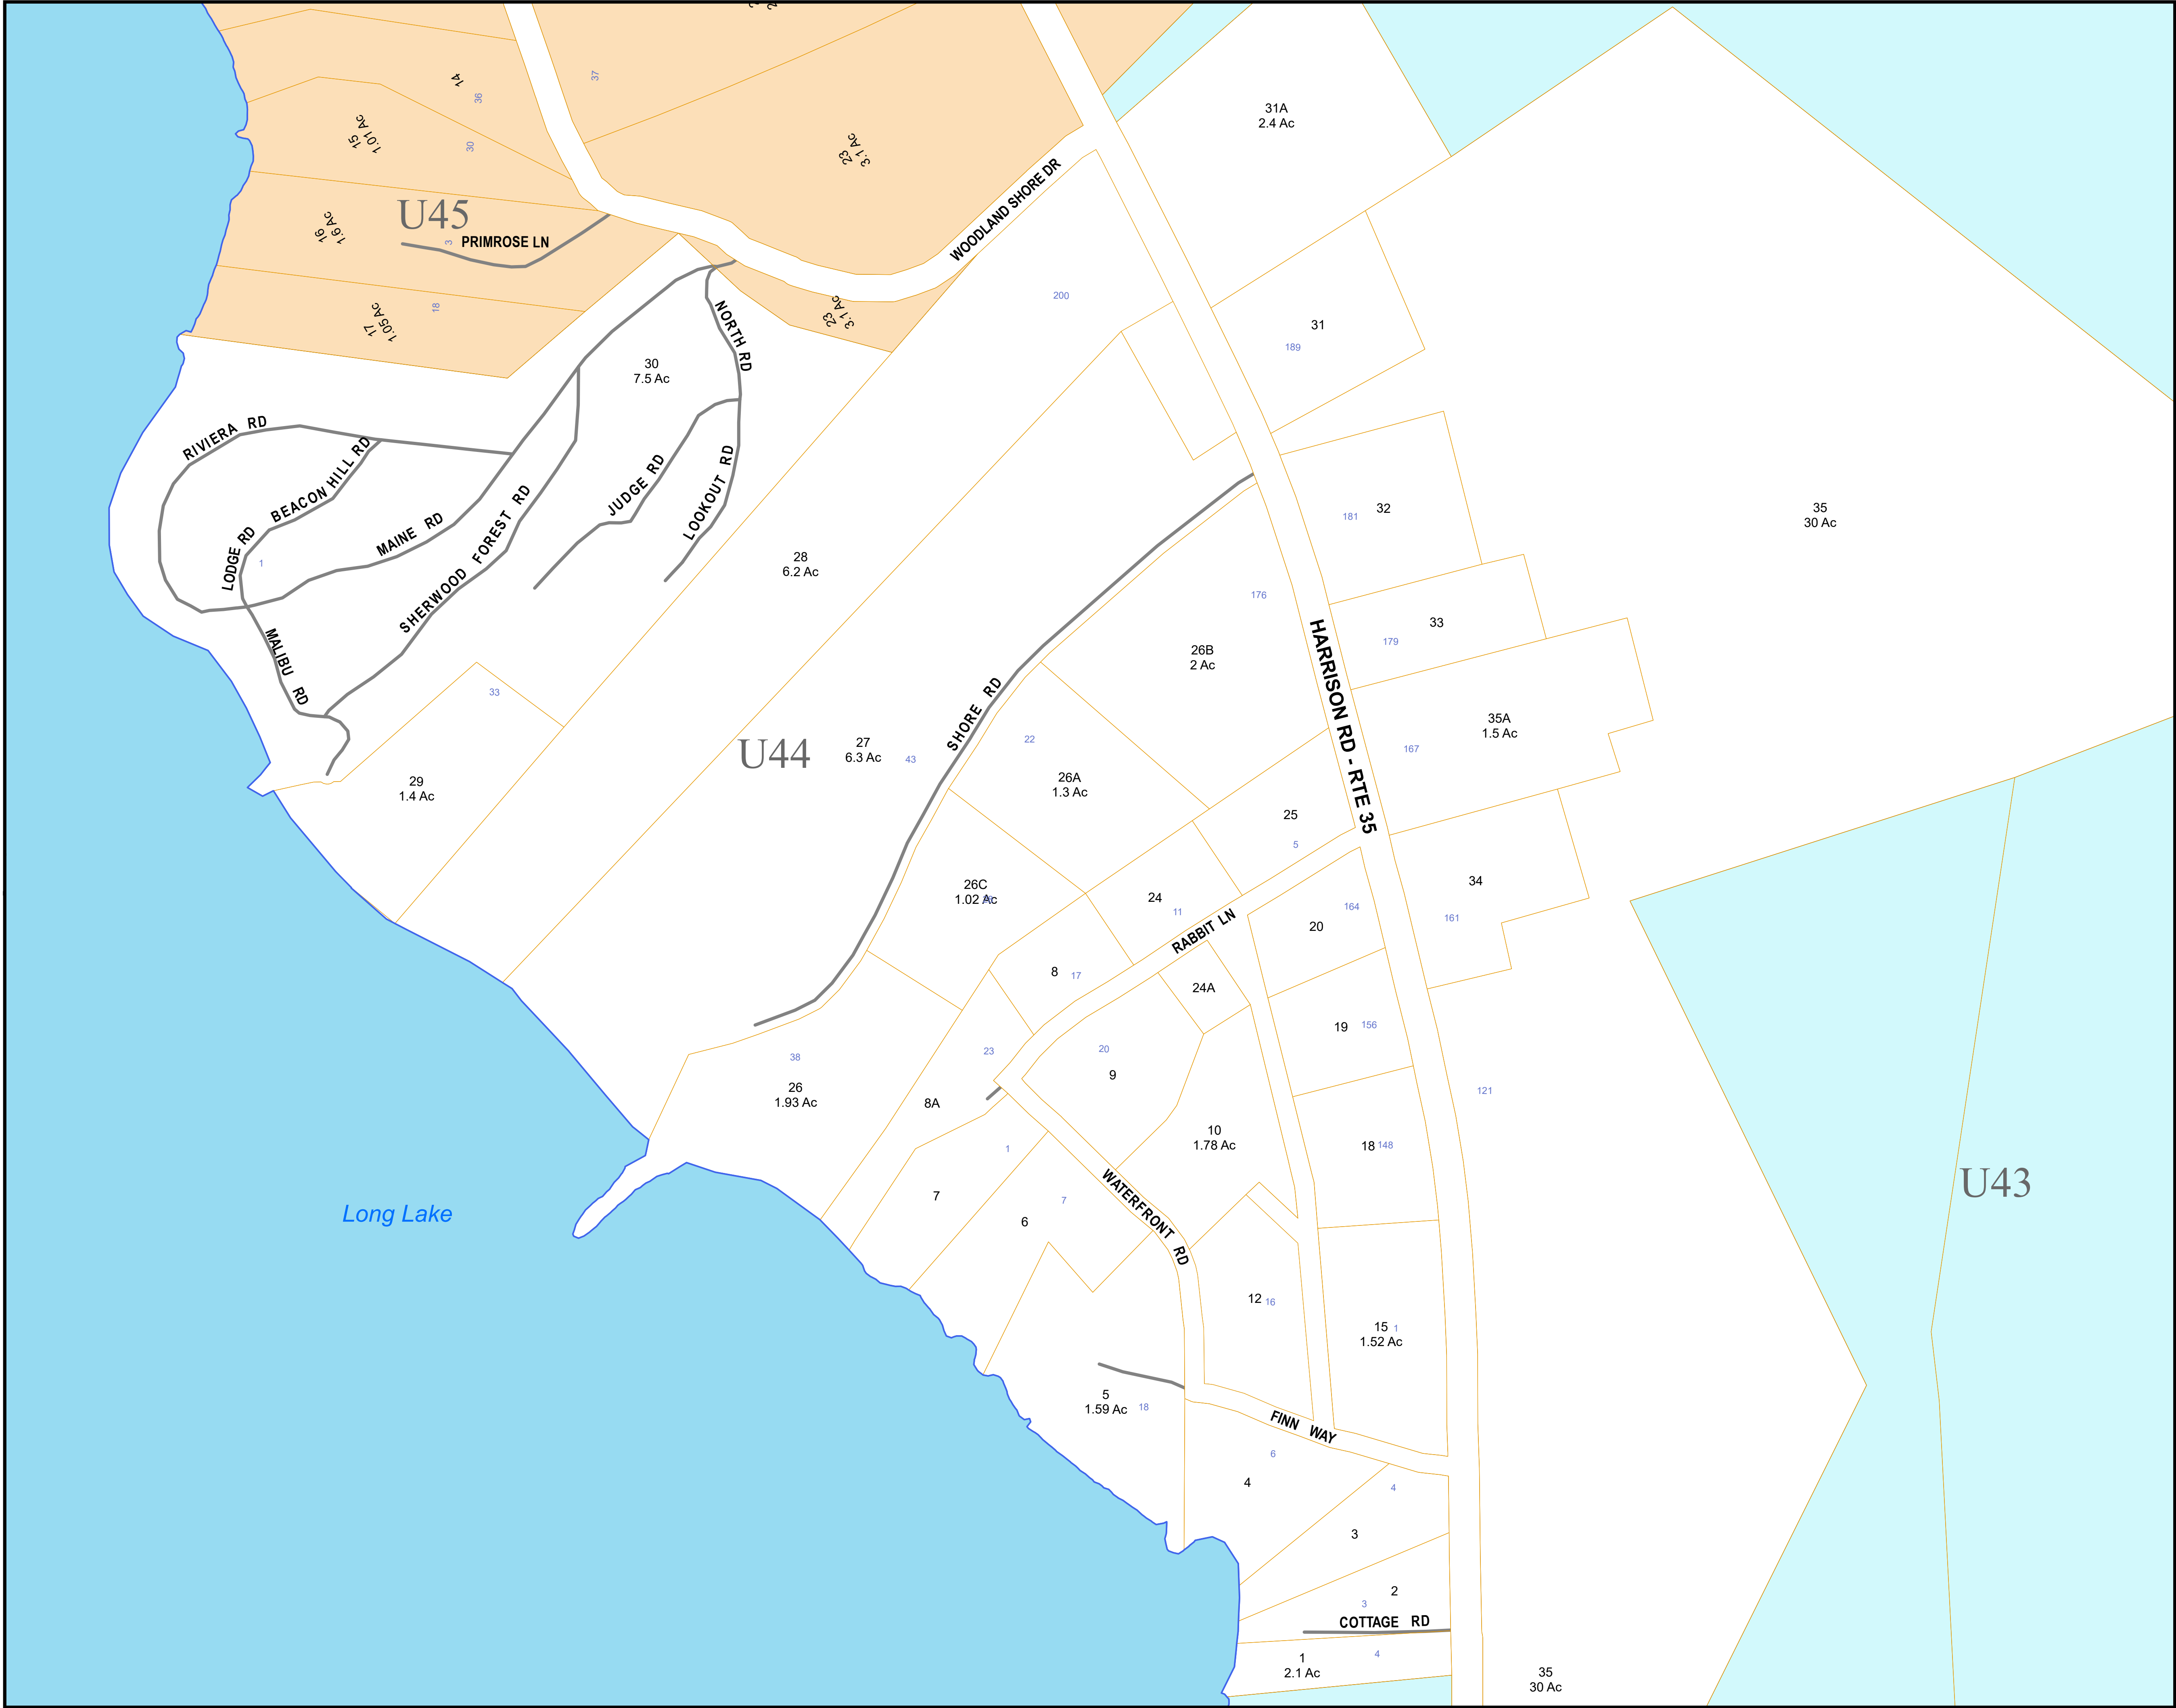 37
14
36
15
1.01 Ac
30
23
3.1 Ac
31A
2.4 Ac
16
1.6 Ac
U45
3
PRIMROSE LN
WOODLAND SHORE DR
17
1.05 Ac
18
23
3.1 Ac
200
31
189
NORTH RD
30
7.5 Ac
RIVIERA RD
BEACON HILL RD
LODGE RD
1
MAINE RD
SHERWOOD FOREST RD
JUDGE RD
LOOKOUT RD
MALIBU RD
28
6.2 Ac
32
181
35
30 Ac
176
26B
2 Ac
33
179
HARRISON RD - RTE 35
33
29
1.4 Ac
U44
27
6.3 Ac
43
SHORE RD
22
26A
1.3 Ac
35A
1.5 Ac
167
25
5
26C
1.02 Ac
24
11
RABBIT LN
20
164
34
161
8
17
24A
19
156
38
26
1.93 Ac
23
8A
20
9
10
1.78 Ac
18
148
121
U43
1
7
7
6
WATERFRONT RD
Long Lake
12
16
15
1
1.52 Ac
5
1.59 Ac
18
FINN WAY
6
4
4
3
2
3
COTTAGE RD
1
2.1 Ac
4
35
30 Ac